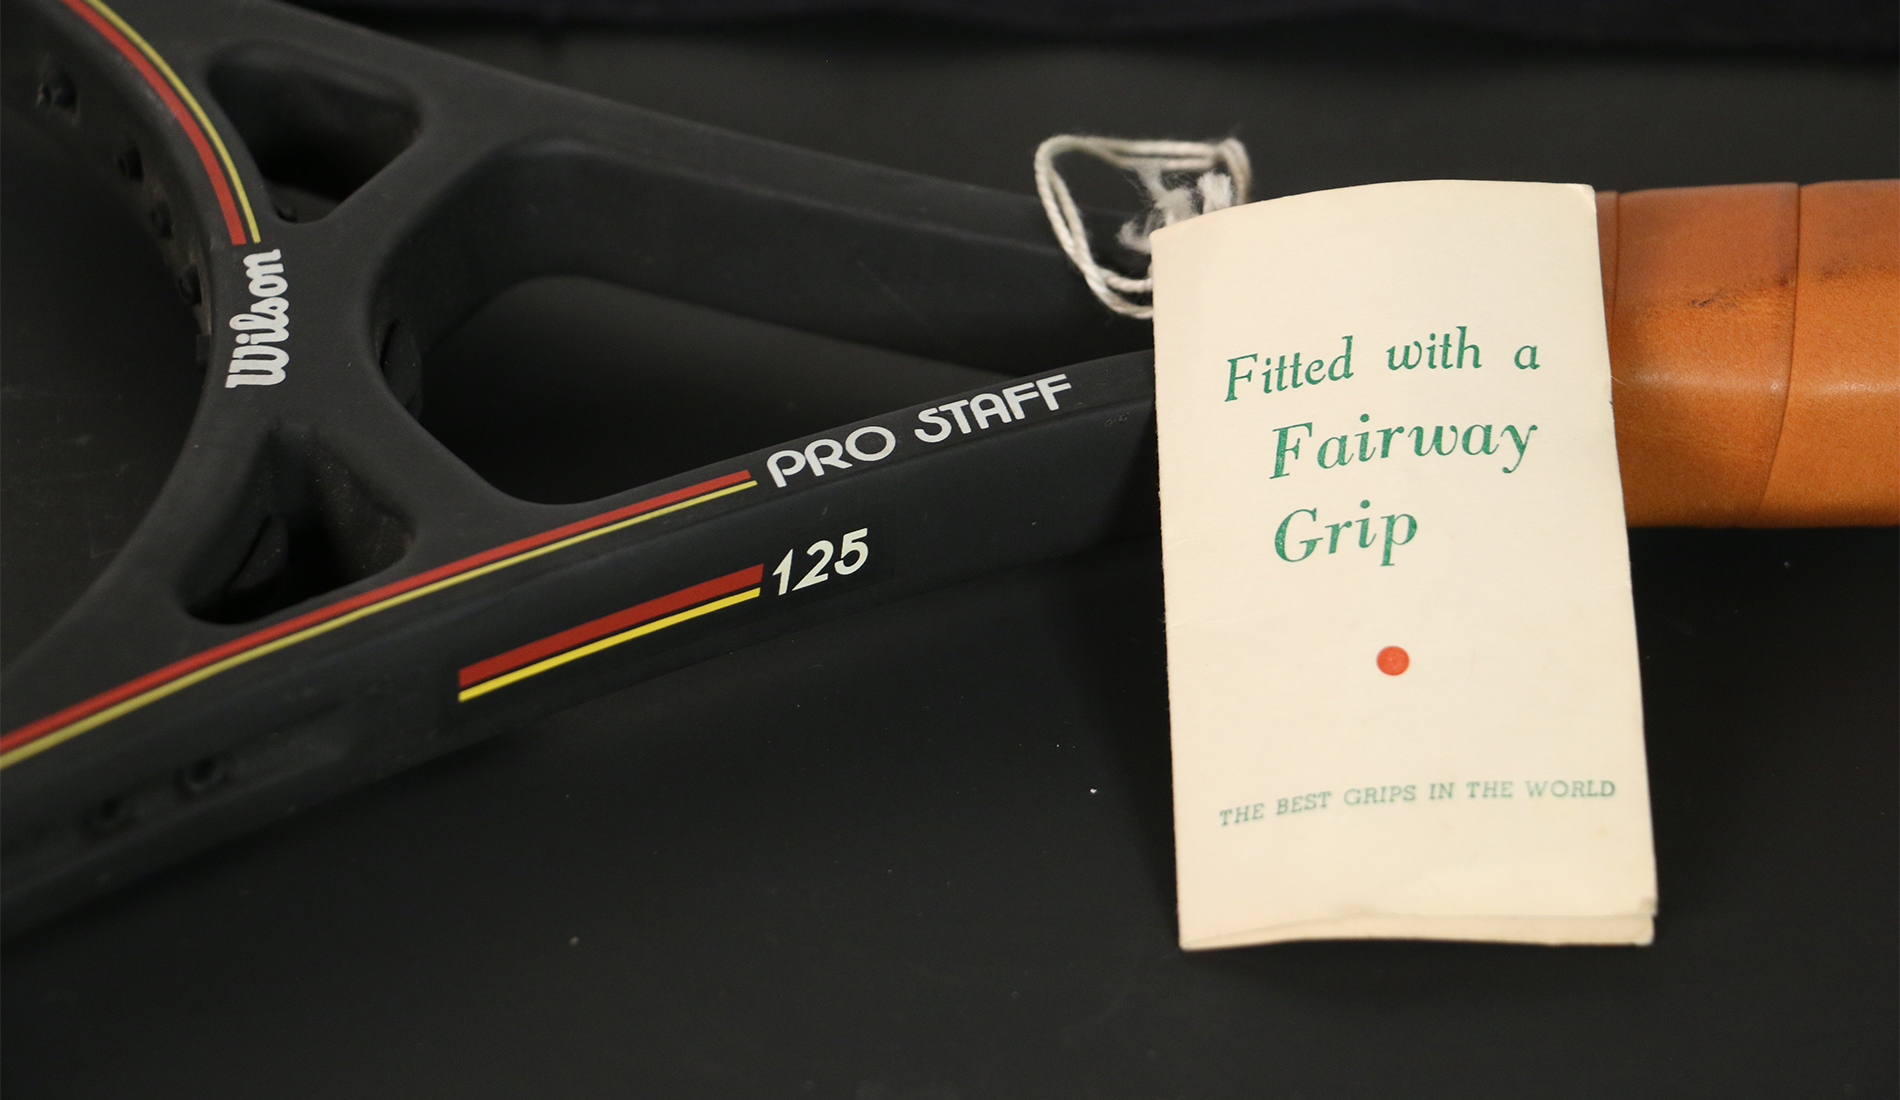 Wilson
PRO STAFF
125
Fitted with a
Fairway
Grip
THE BEST GRIPS IN THE WORLD